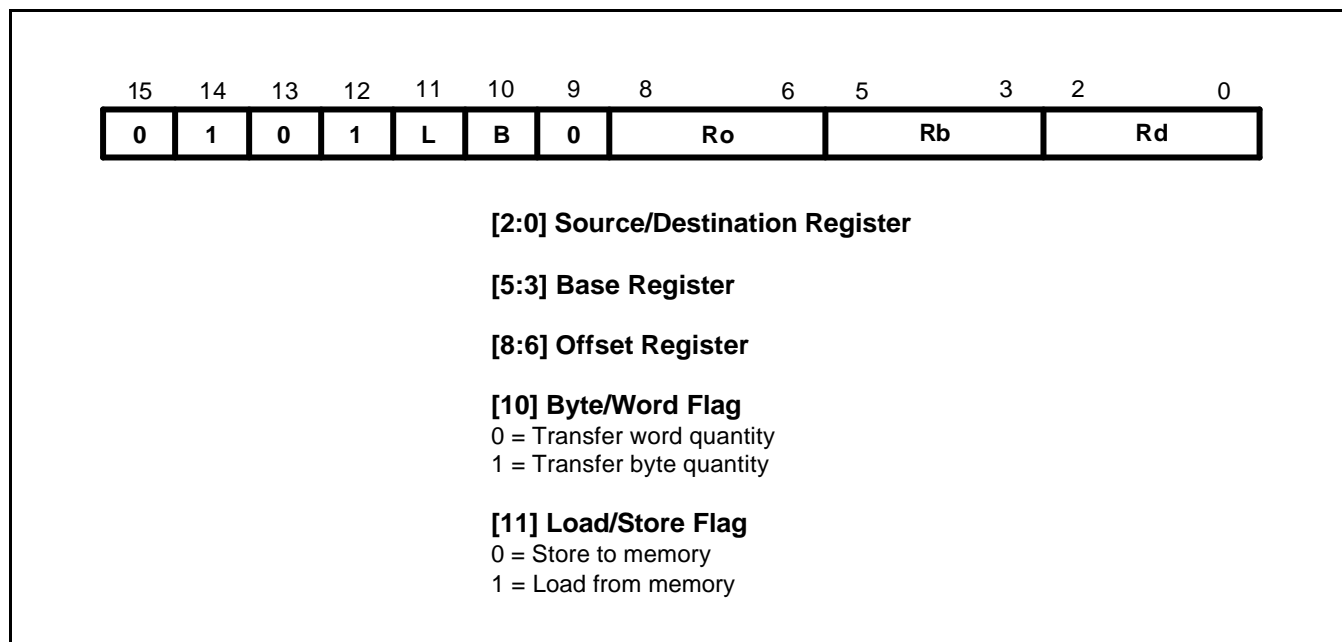 15 14 13 12 11 10 9 8 6 5 3 2 0
0 1 0 1 L B 0 Ro Rb Rd
[2:0] Source/Destination Register
[5:3] Base Register
[8:6] Offset Register
[10] Byte/Word Flag
0 = Transfer word quantity
1 = Transfer byte quantity
[11] Load/Store Flag
0 = Store to memory
1 = Load from memory